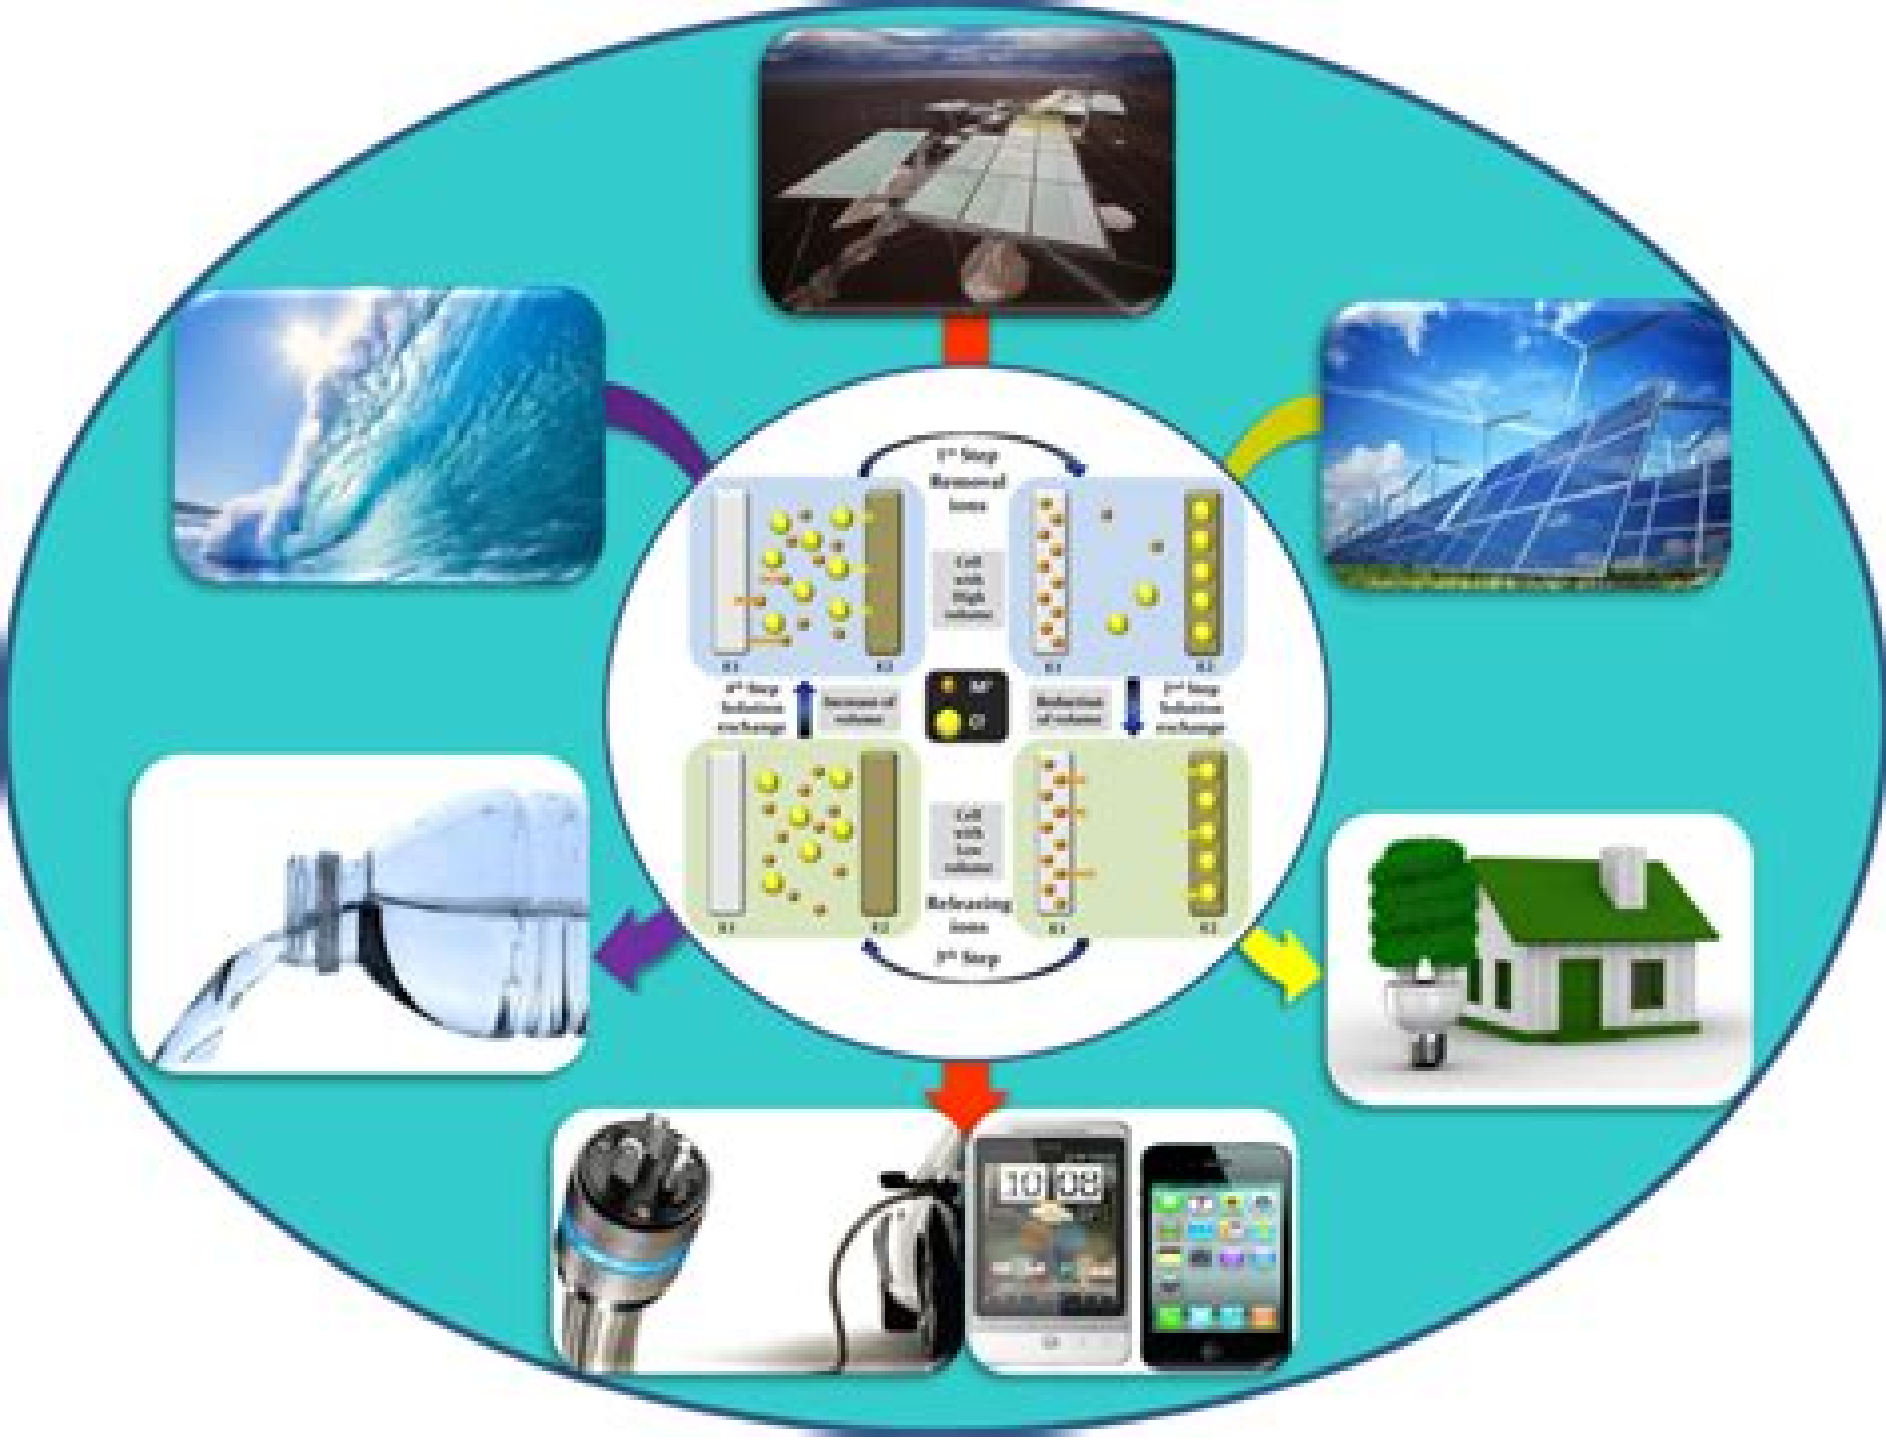 1st Step
Removal
ions
Cell
with
High
volume
E1
E2
E1
E2
4th Step
Solution
exchange
Increase of
volume
M+
Cl-
Reduction
of volume
2nd Step
Solution
exchange
Cell
with
Low
volume
Releasing
ions
E1
E2
E1
E2
3rd Step
10 08